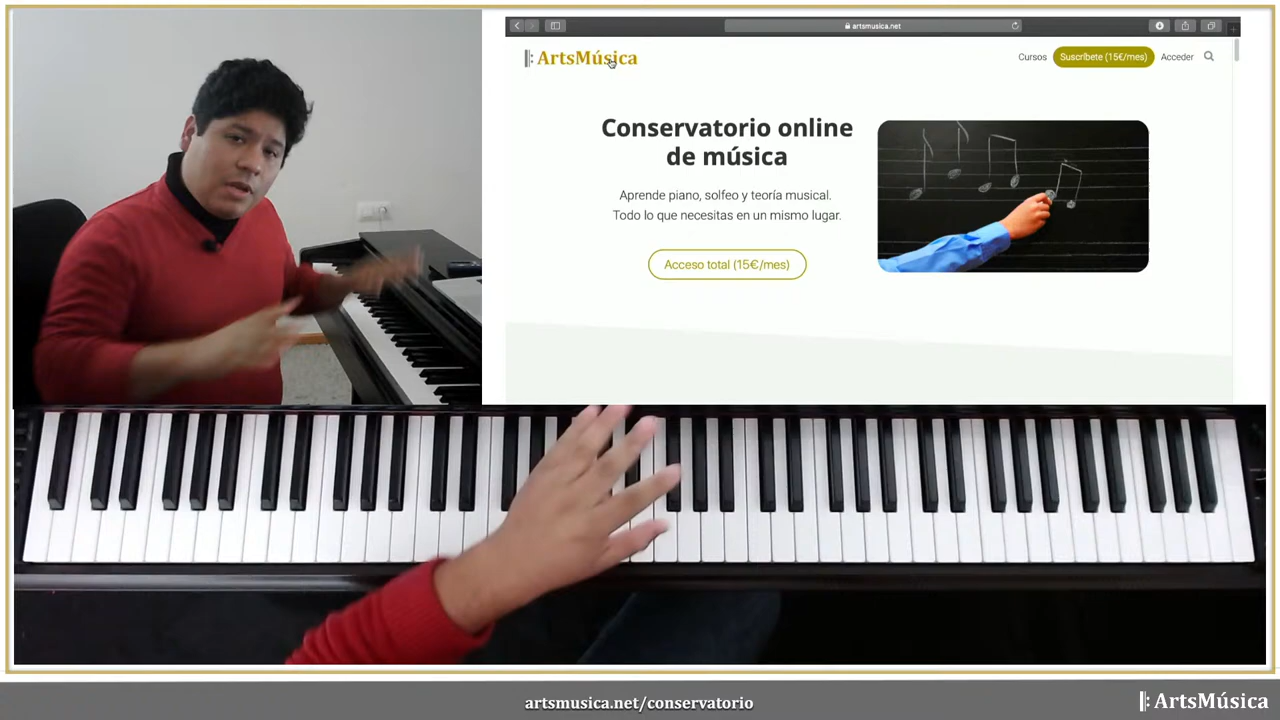 artsmusica.net
ArtsMúsica
Cursos
Suscríbete (15€/mes)
Acceder
Conservatorio online
de música
Aprende piano, solfeo y teoría musical.
Todo lo que necesitas en un mismo lugar.
Acceso total (15€/mes)
artsmusica.net/conservatorio
ArtsMúsica